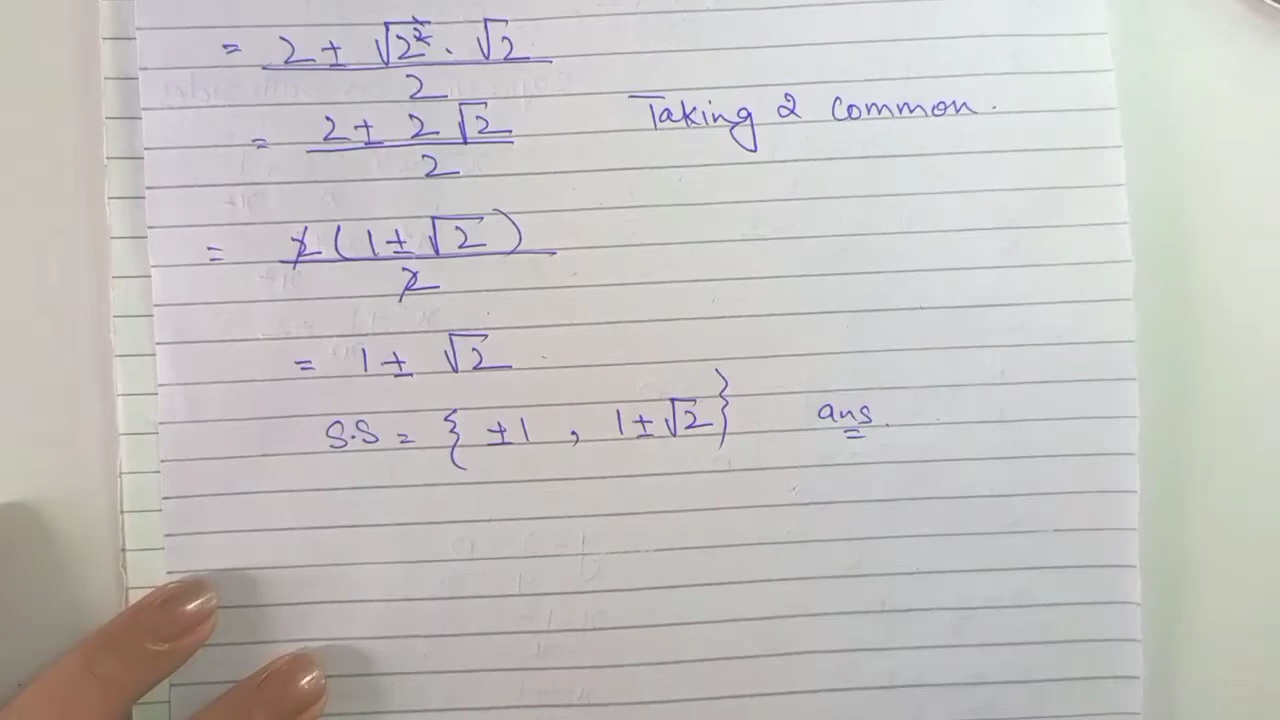 = 2 ± √2² · √2
2
= 2 ± 2 √2 Taking 2 common.
2
= 2 ( 1 ± √2 )
2
= 1 ± √2
S.S = { ±1 , 1±√2 } ans.